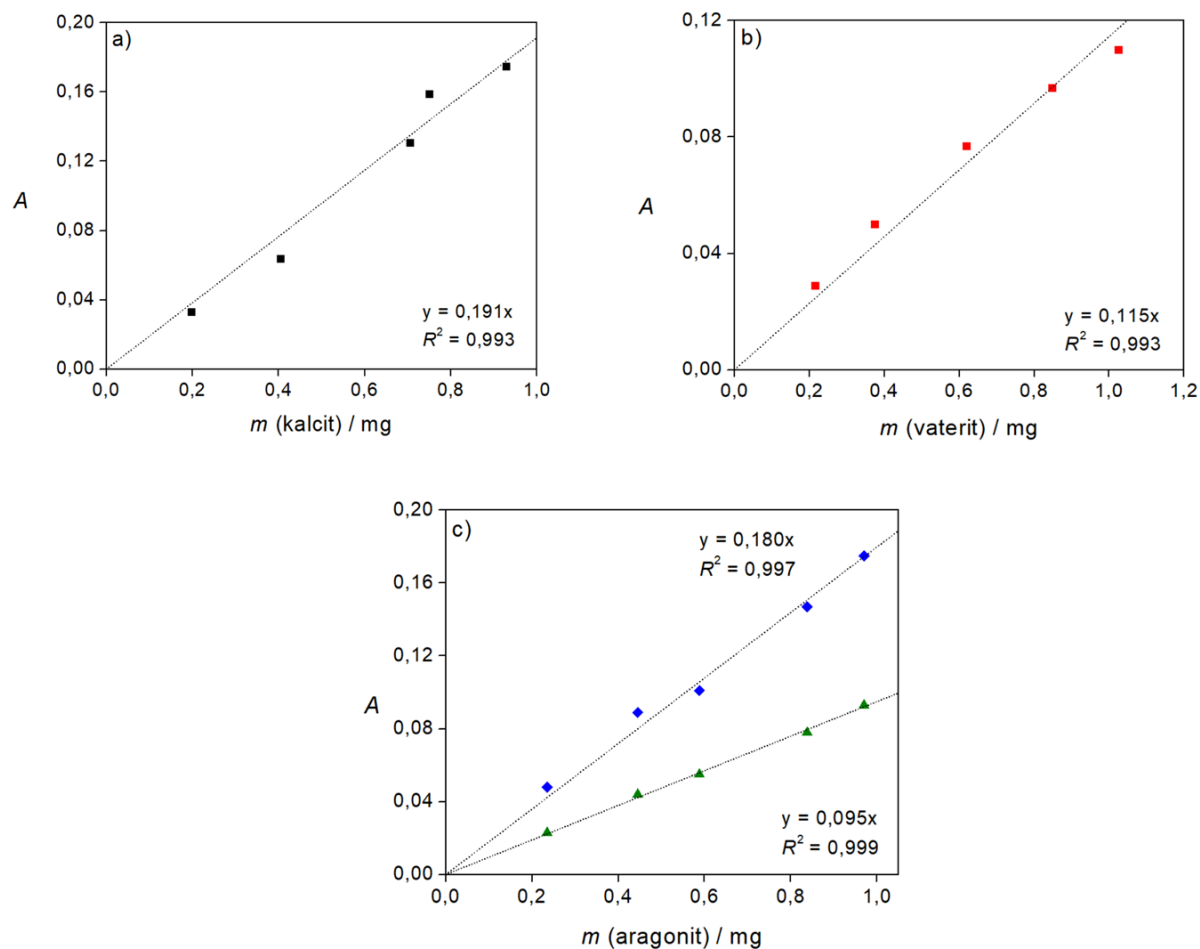 a)
0,20
0,16
0,12
0,08
0,04
0,00
A
y = 0,191x
R² = 0,993
0,0 0,2 0,4 0,6 0,8 1,0
m (kalcit) / mg
b)
0,12
0,08
0,04
0,00
A
y = 0,115x
R² = 0,993
0,0 0,2 0,4 0,6 0,8 1,0 1,2
m (vaterit) / mg
c)
0,20
0,16
0,12
0,08
0,04
0,00
A
y = 0,180x
R² = 0,997
y = 0,095x
R² = 0,999
0,0 0,2 0,4 0,6 0,8 1,0
m (aragonit) / mg